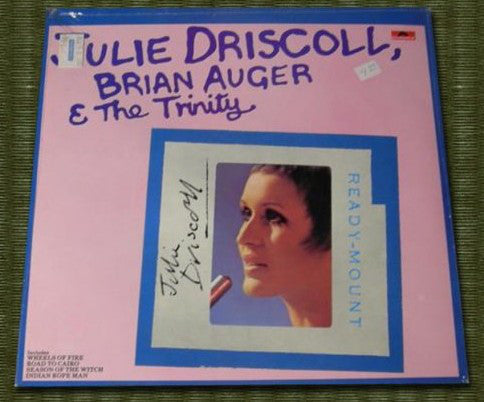 JULIE DRISCOLL,
BRIAN AUGER
& The Trinity
Julie
Driscoll
READY-MOUNT
Includes
WHEELS OF FIRE
ROAD TO CAIRO
SEASON OF THE WITCH
INDIAN ROPE MAN